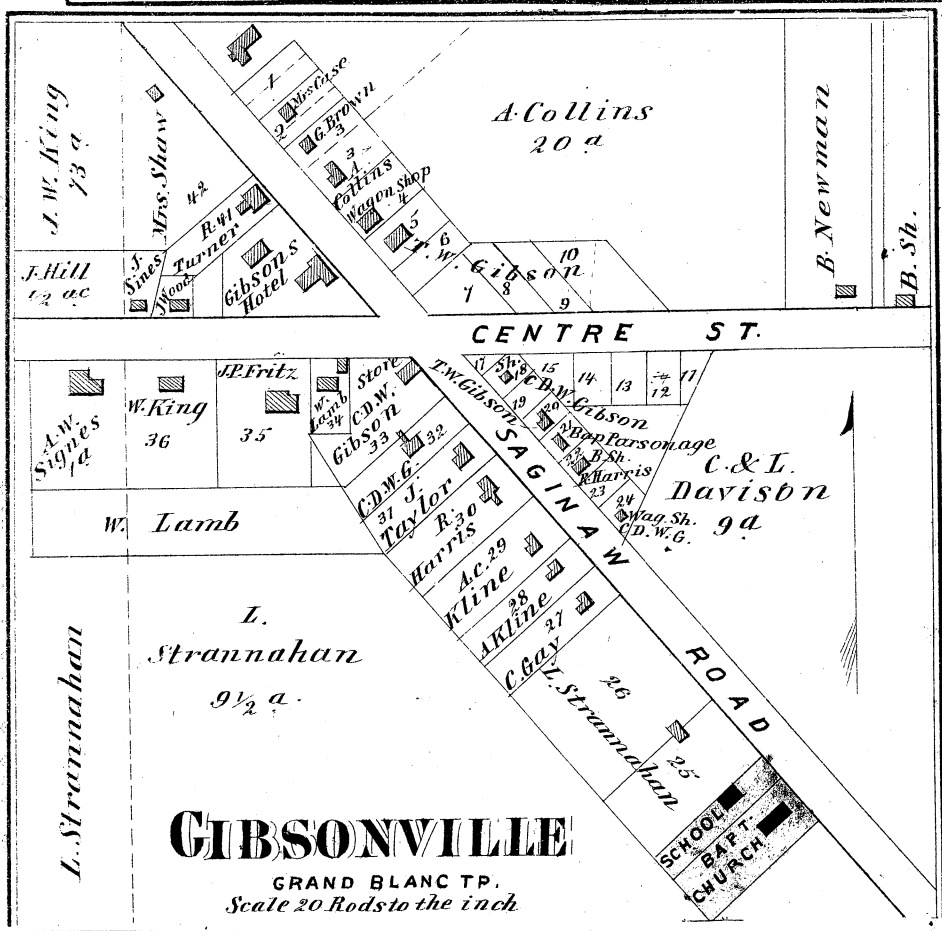 J. W. King
73 a
Mrs. Shaw
42
R. 41
Turner
J. Hill
1/2 ac
J. Sines
J Wood
Gibsons
Hotel
1
Mrs Case
2
G. Brown
3
3
A.
Collins
Wagon Shop
4
5
6
T. W. Gibson
7
8
9
10
A. Collins
20 a
B. Newman
B. Sh.
CENTRE ST.
A. W.
Signes
1a
W. King
36
J. P. Fritz
35
W.
Lamb
34
Store
C. D. W.
Gibson
33
C. D. W. G.
32
31 J.
Taylor
R. 30
Harris
A. C. 29
Kline
28
A Kline
27
C. Gay
26
L. Strannahan
25
T. W. Gibson
17
Sh.
18
15
14
13
12
11
C. D. W. Gibson
19
20
21
Bap Parsonage
22
B Sh.
R. Harris
23
24
Wag. Sh.
C D. W. G.
C. & L.
Davison
9 a
SAGINAW ROAD
W. Lamb
L. Strannahan
L.
Strannahan
9 1/2 a.
SCHOOL
BAPT.
CHURCH
GIBSONVILLE
GRAND BLANC TP.
Scale 20 Rods to the inch